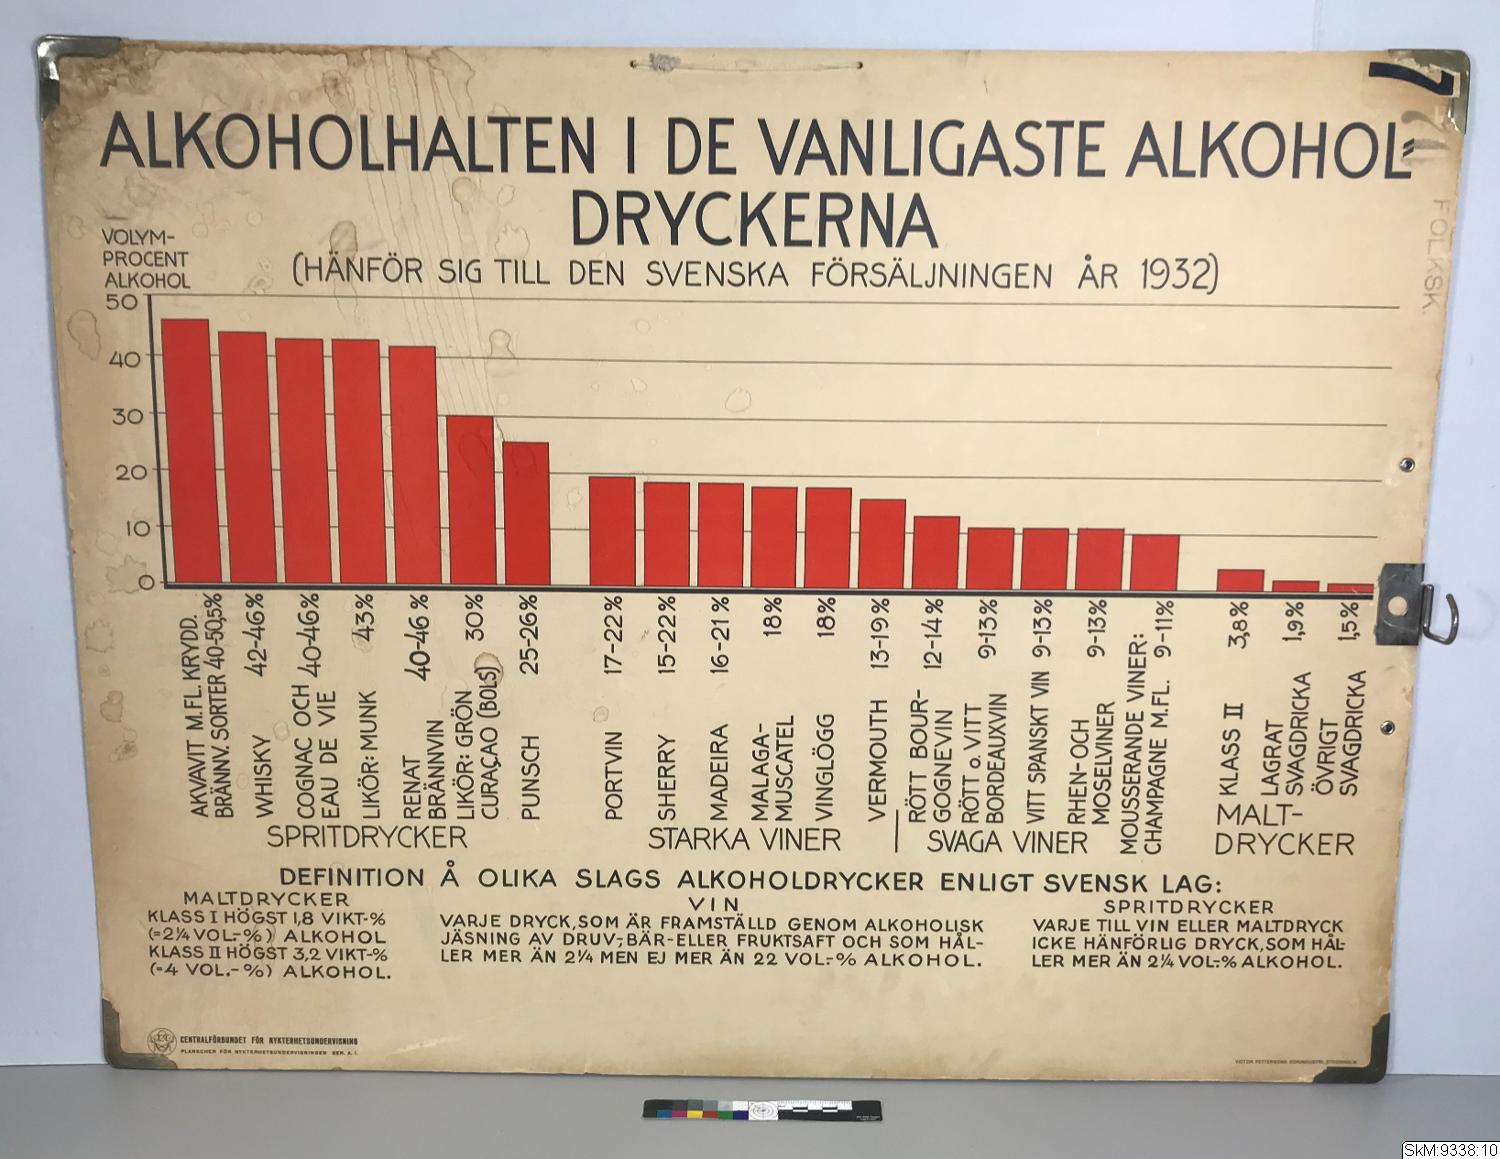 7
ALKOHOLHALTEN I DE VANLIGASTE ALKOHOL-
DRYCKERNA
(HÄNFÖR SIG TILL DEN SVENSKA FÖRSÄLJNINGEN ÅR 1932)
FOLKSK.
VOLYM-
PROCENT
ALKOHOL
50
40
30
20
10
0
AKVAVIT M.FL. KRYDD.
BRÄNNV. SORTER 40-50,5%
WHISKY 42-46%
COGNAC OCH
EAU DE VIE 40-46%
LIKÖR: MUNK 43%
RENAT
BRÄNNVIN 40-46%
LIKÖR: GRÖN
CURAÇAO (BOLS) 30%
PUNSCH 25-26%
SPRITDRYCKER
PORTVIN 17-22%
SHERRY 15-22%
MADEIRA 16-21%
MALAGA-
MUSCATEL 18%
VINGLÖGG 18%
VERMOUTH 13-19%
STARKA VINER
RÖTT BOUR-
GOGNEVIN 12-14%
RÖTT o. VITT
BORDEAUXVIN 9-13%
VITT SPANSKT VIN 9-13%
RHEN- OCH
MOSELVINER 9-13%
MOUSSERANDE VINER:
CHAMPAGNE M.FL. 9-11%
SVAGA VINER
KLASS II 3,8%
LAGRAT
SVAGDRICKA 1,9%
ÖVRIGT
SVAGDRICKA 1,5%
MALT-
DRYCKER
DEFINITION Å OLIKA SLAGS ALKOHOLDRYCKER ENLIGT SVENSK LAG:
MALTDRYCKER
KLASS I HÖGST 1,8 VIKT-%
(=2¼ VOL.-%) ALKOHOL
KLASS II HÖGST 3,2 VIKT-%
(=4 VOL.-%) ALKOHOL.
VIN
VARJE DRYCK, SOM ÄR FRAMSTÄLLD GENOM ALKOHOLISK
JÄSNING AV DRUV-, BÄR- ELLER FRUKTSAFT OCH SOM HÅL-
LER MER ÄN 2¼ MEN EJ MER ÄN 22 VOL.-% ALKOHOL.
SPRITDRYCKER
VARJE TILL VIN ELLER MALTDRYCK
ICKE HÄNFÖRLIG DRYCK, SOM HÅL-
LER MER ÄN 2¼ VOL.-% ALKOHOL.
CENTRALFÖRBUNDET FÖR NYKTERHETSUNDERVISNING
PLANSCHER FÖR NYKTERHETSUNDERVISNINGEN SER. A. I.
VICTOR PETTERSONS BOKINDUSTRI, STOCKHOLM
SkM:9338:10